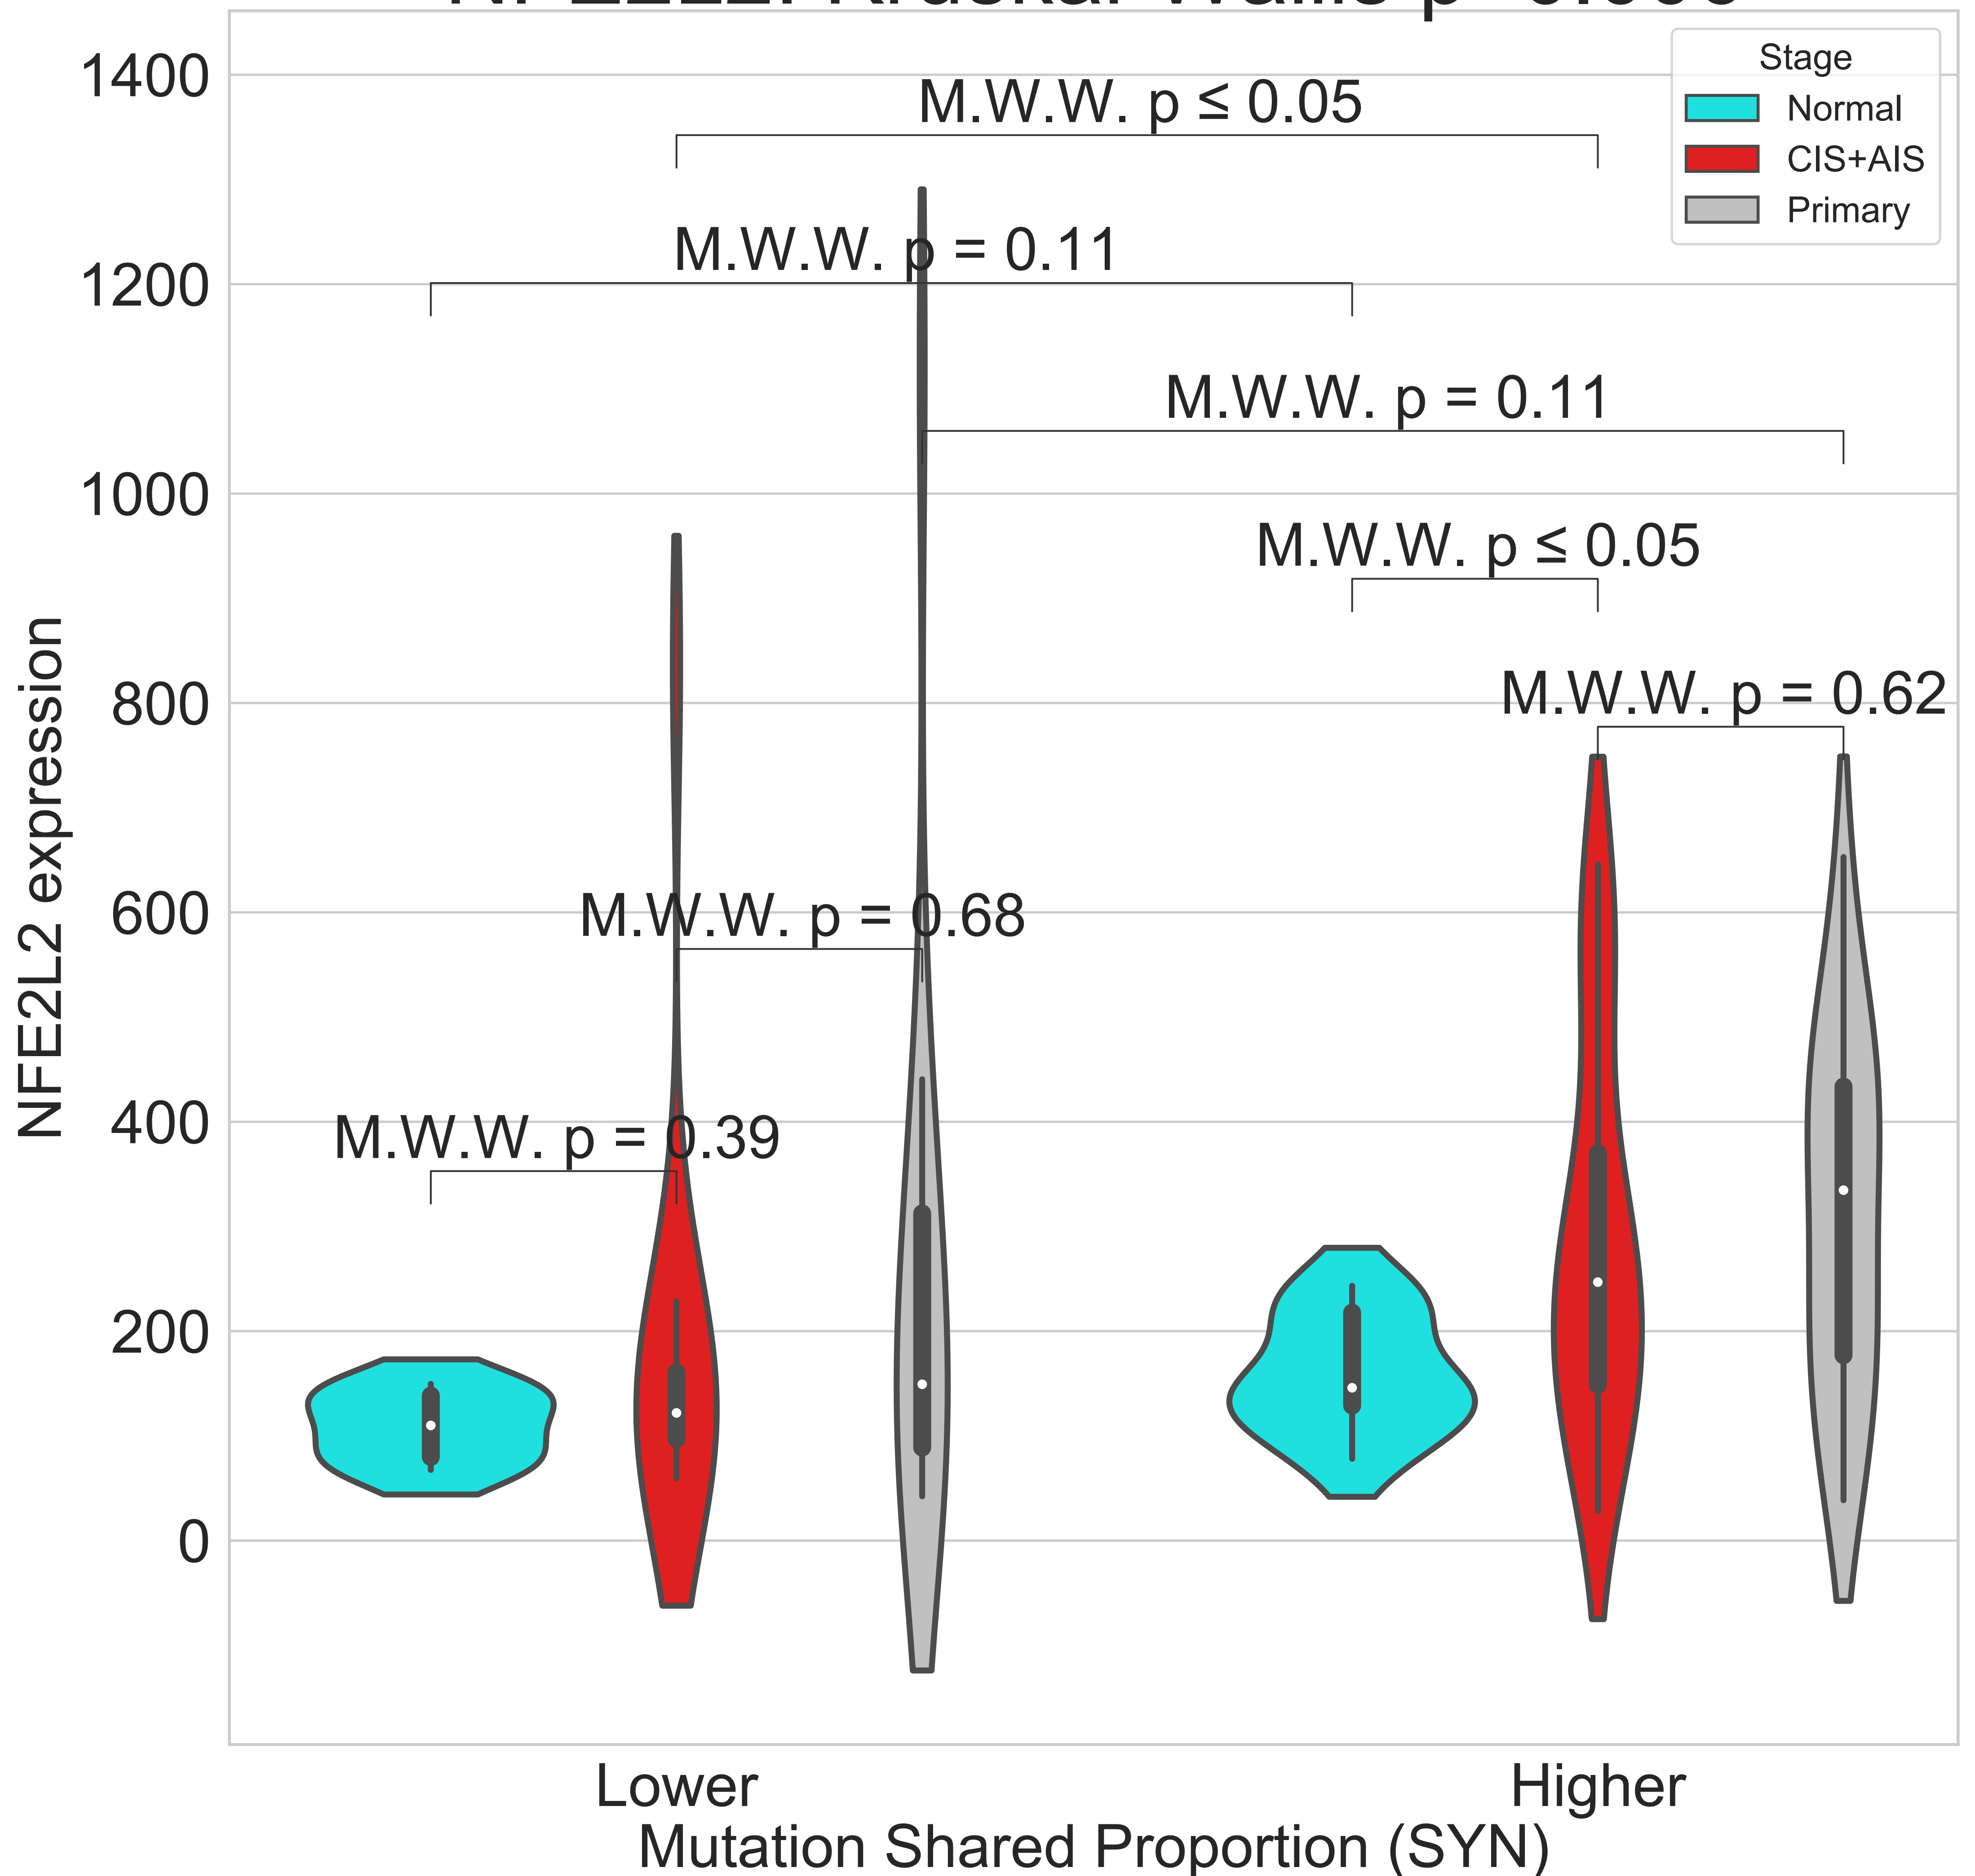 1400
1200
1000
800
600
400
200
0
NFE2L2 expression
Stage
Normal
CIS+AIS
Primary
M.W.W. p ≤ 0.05
M.W.W. p = 0.11
M.W.W. p = 0.11
M.W.W. p ≤ 0.05
M.W.W. p = 0.62
M.W.W. p = 0.68
M.W.W. p = 0.39
Lower
Higher
Mutation Shared Proportion (SYN)